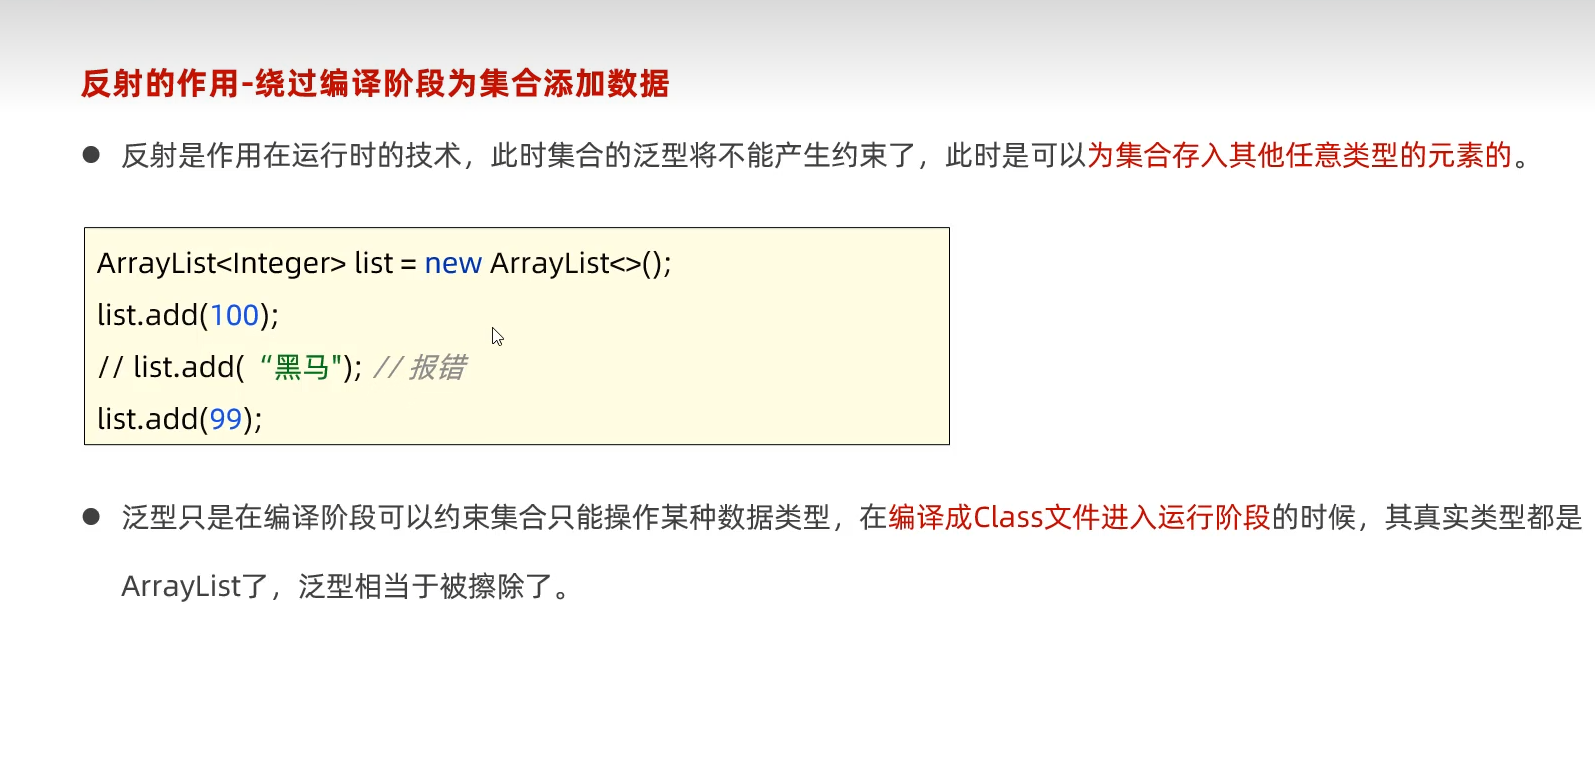 反射的作用-绕过编译阶段为集合添加数据
● 反射是作用在运行时的技术，此时集合的泛型将不能产生约束了，此时是可以为集合存入其他任意类型的元素的。
ArrayList<Integer> list = new ArrayList<>();
list.add(100);
// list.add( “黑马"); // 报错
list.add(99);
● 泛型只是在编译阶段可以约束集合只能操作某种数据类型，在编译成Class文件进入运行阶段的时候，其真实类型都是
ArrayList了，泛型相当于被擦除了。